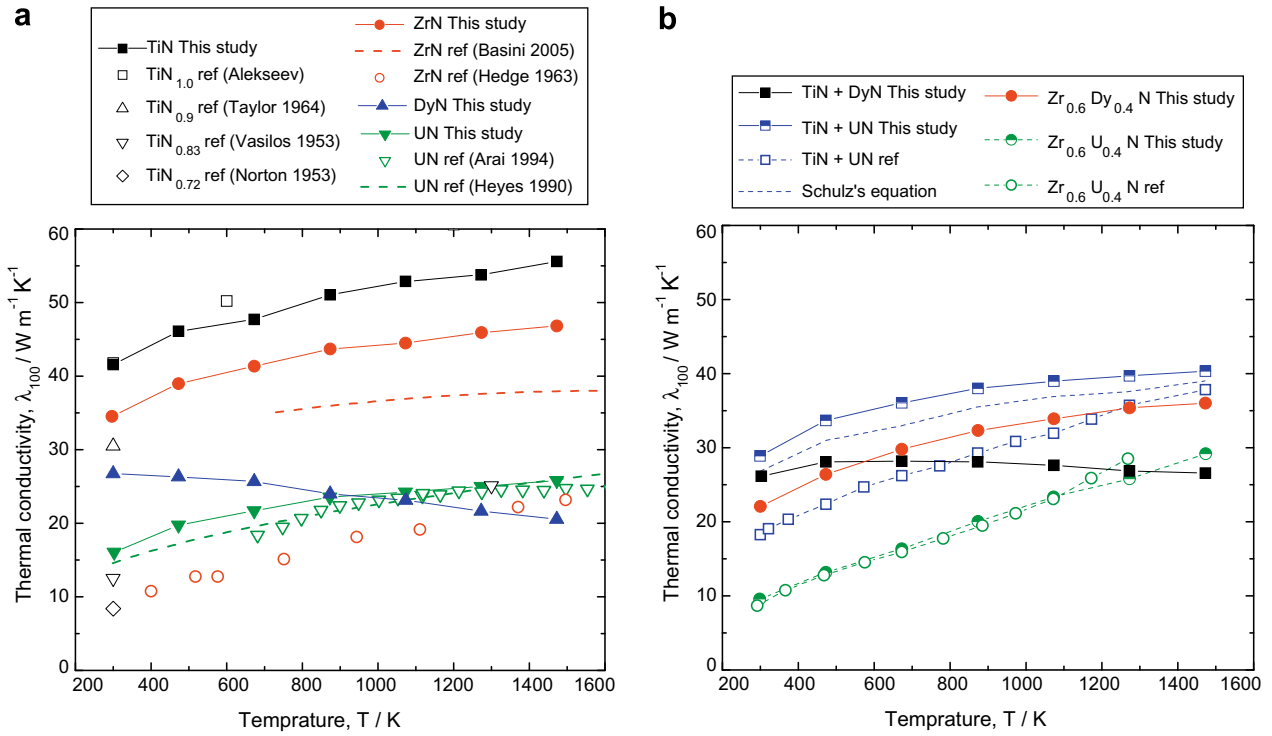 a
TiN This study
TiN1.0 ref (Alekseev)
TiN0.9 ref (Taylor 1964)
TiN0.83 ref (Vasilos 1953)
TiN0.72 ref (Norton 1953)
ZrN This study
ZrN ref (Basini 2005)
ZrN ref (Hedge 1963)
DyN This study
UN This study
UN ref (Arai 1994)
UN ref (Heyes 1990)
Thermal conductivity, λ100 / W m-1 K-1
60
50
40
30
20
10
0
200 400 600 800 1000 1200 1400 1600
Temprature, T / K
b
TiN + DyN This study
TiN + UN This study
TiN + UN ref
Schulz's equation
Zr0.6 Dy0.4 N This study
Zr0.6 U0.4 N This study
Zr0.6 U0.4 N ref
Thermal conductivity, λ100 / W m-1 K-1
60
50
40
30
20
10
0
200 400 600 800 1000 1200 1400 1600
Temprature, T / K